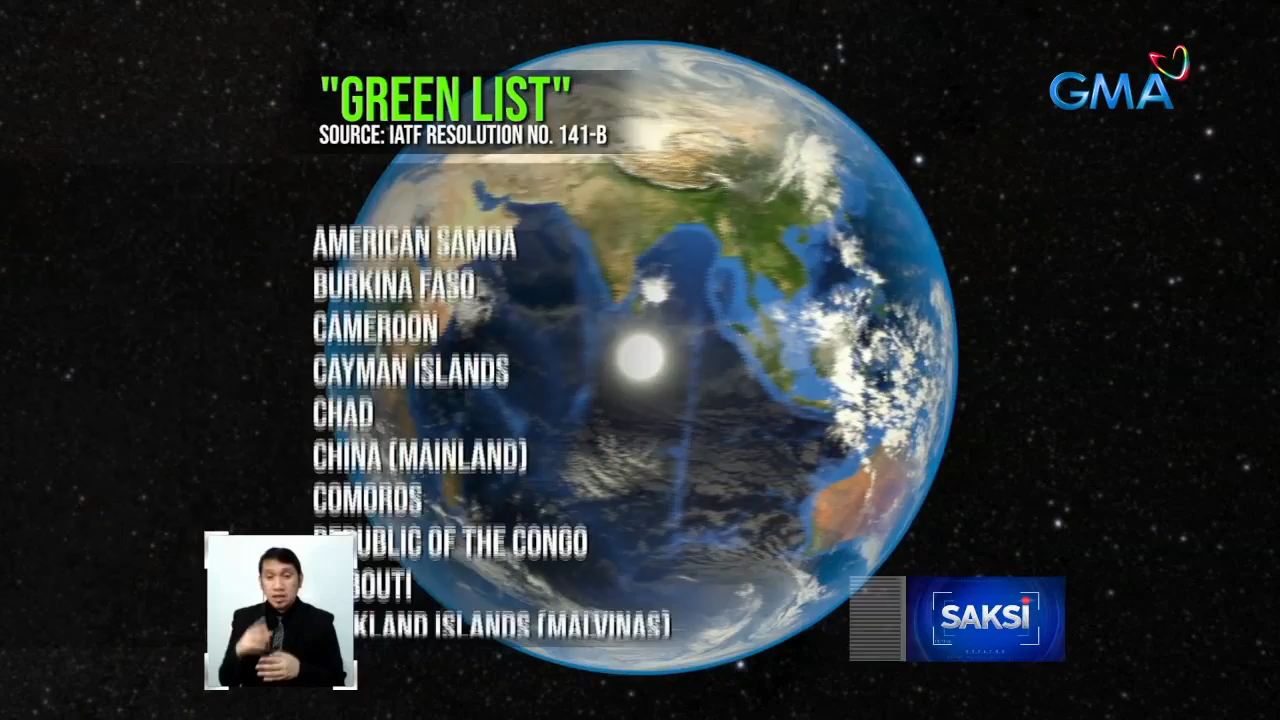 "GREEN LIST"
SOURCE: IATF RESOLUTION NO. 141-B
GMA
AMERICAN SAMOA
BURKINA FASO
CAMEROON
CAYMAN ISLANDS
CHAD
CHINA (MAINLAND)
COMOROS
REPUBLIC OF THE CONGO
BOUTI
KLAND ISLANDS (MALVINAS)
SAKSI